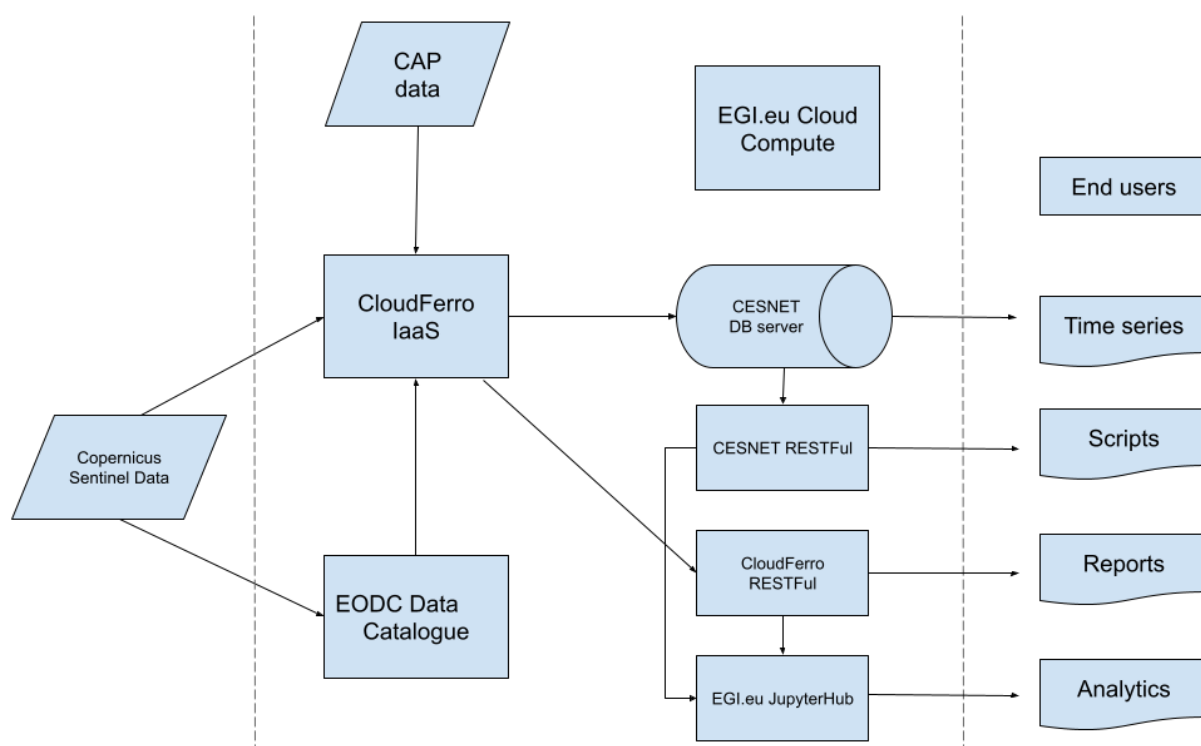 CAP
data
EGI.eu Cloud
Compute
End users
CloudFerro
IaaS
CESNET
DB server
Time series
Copernicus
Sentinel Data
CESNET RESTFul
Scripts
CloudFerro
RESTFul
Reports
EODC Data
Catalogue
EGI.eu JupyterHub
Analytics